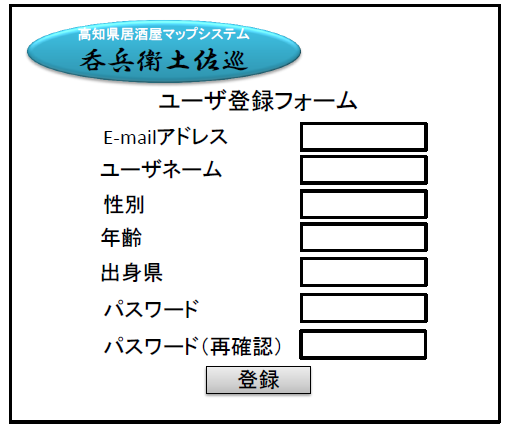 高知県居酒屋マップシステム
呑兵衛土佐巡
ユーザ登録フォーム
E-mailアドレス
ユーザネーム
性別
年齢
出身県
パスワード
パスワード(再確認)
登録